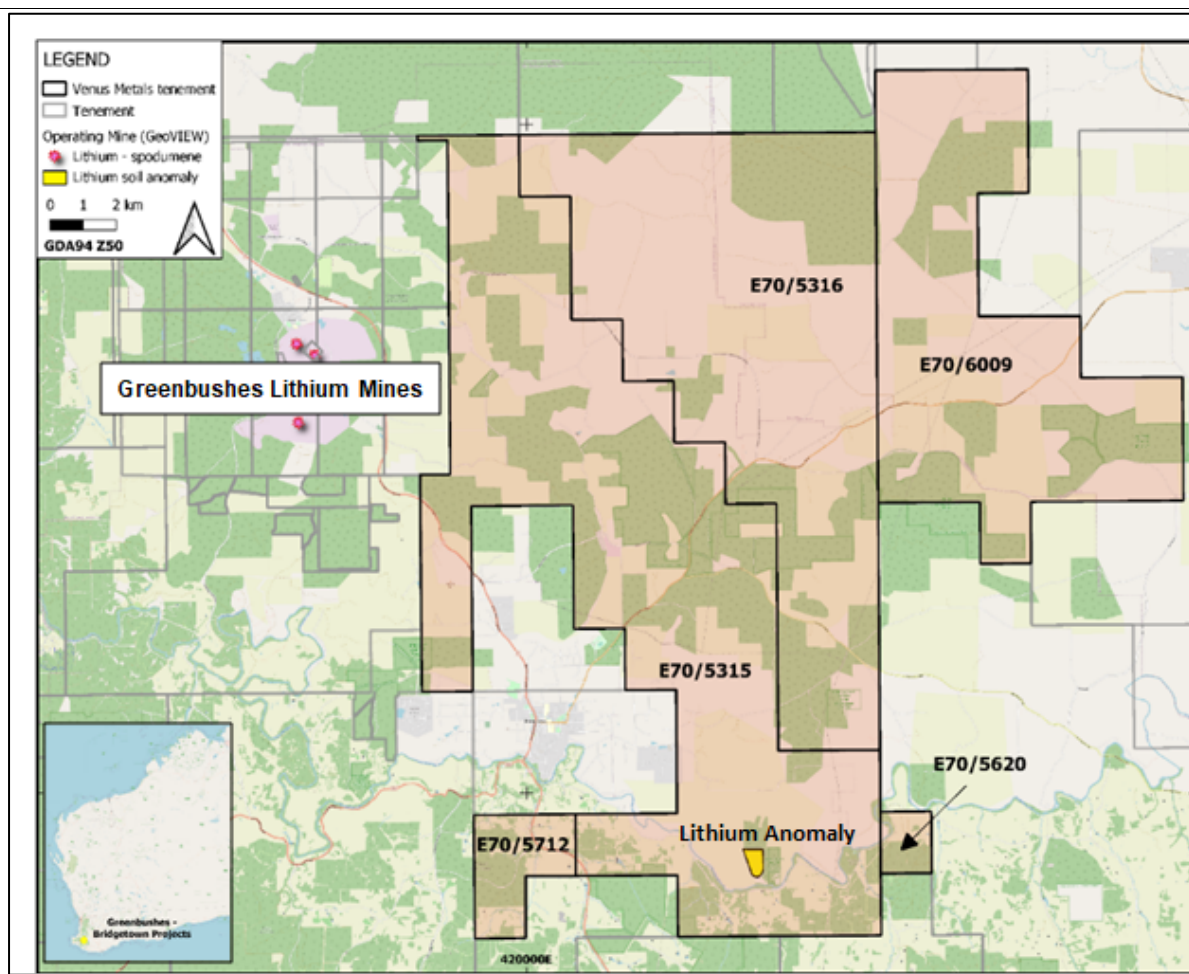 LEGEND
Venus Metals tenement
Tenement
Operating Mine (GeoVIEW)
Lithium - spodumene
Lithium soil anomaly
0 1 2 km
GDA94 Z50
E70/5316
E70/6009
Greenbushes Lithium Mines
E70/5315
E70/5620
Lithium Anomaly
E70/5712
Greenbushes -
Bridgetown Projects
420000E